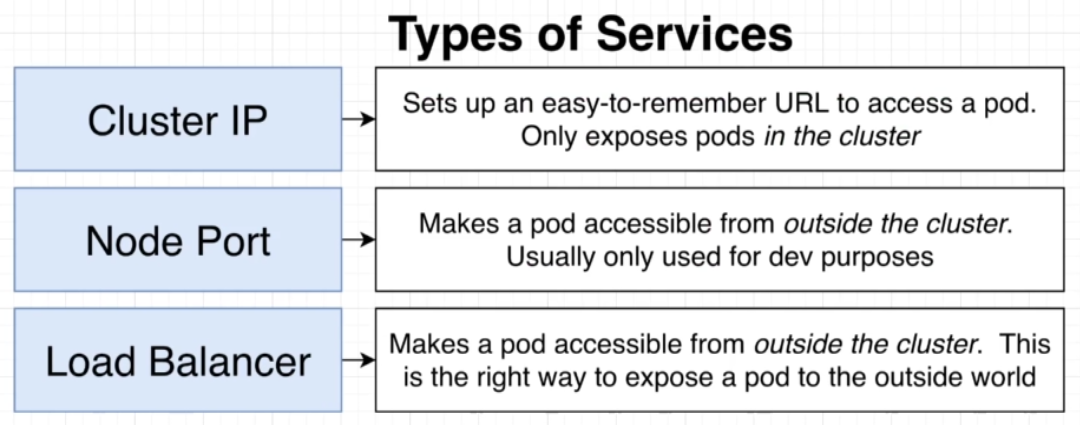 Types of Services
Cluster IP
Sets up an easy-to-remember URL to access a pod.
Only exposes pods in the cluster
Node Port
Makes a pod accessible from outside the cluster.
Usually only used for dev purposes
Load Balancer
Makes a pod accessible from outside the cluster.  This
is the right way to expose a pod to the outside world